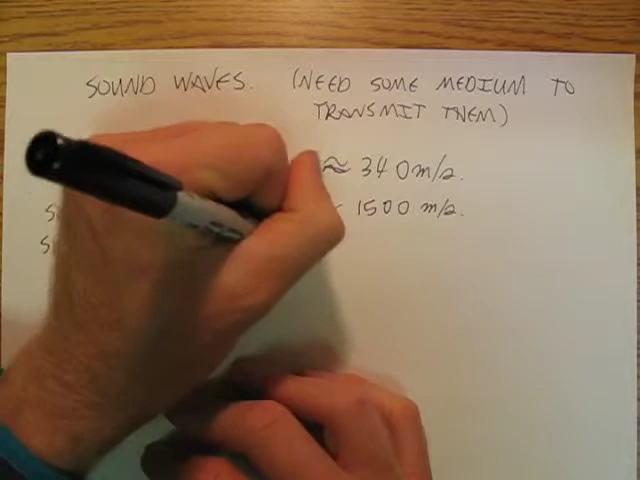 SOUND WAVES. (NEED SOME MEDIUM TO
TRANSMIT THEM)
≈ 340 m/s.
1500 m/s.